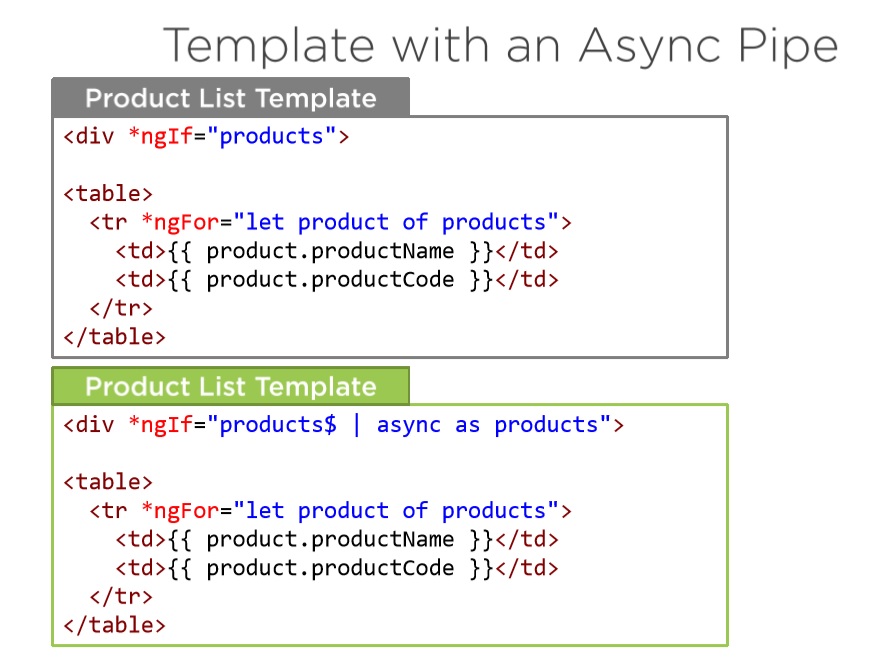 Template with an Async Pipe
Product List Template
<div *ngIf="products">
<table>
<tr *ngFor="let product of products">
<td>{{ product.productName }}</td>
<td>{{ product.productCode }}</td>
</tr>
</table>
Product List Template
<div *ngIf="products$ | async as products">
<table>
<tr *ngFor="let product of products">
<td>{{ product.productName }}</td>
<td>{{ product.productCode }}</td>
</tr>
</table>